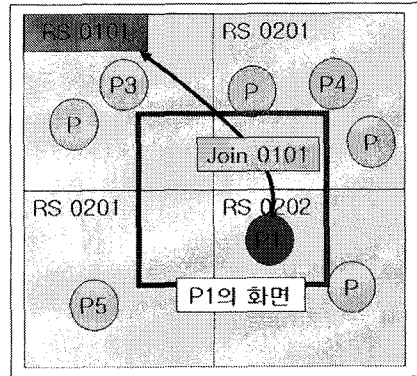 RS 0101
RS 0201
P3
P4
P
P
P
Join 0101
RS 0201
RS 0202
P1
P1의 화면
P5
P